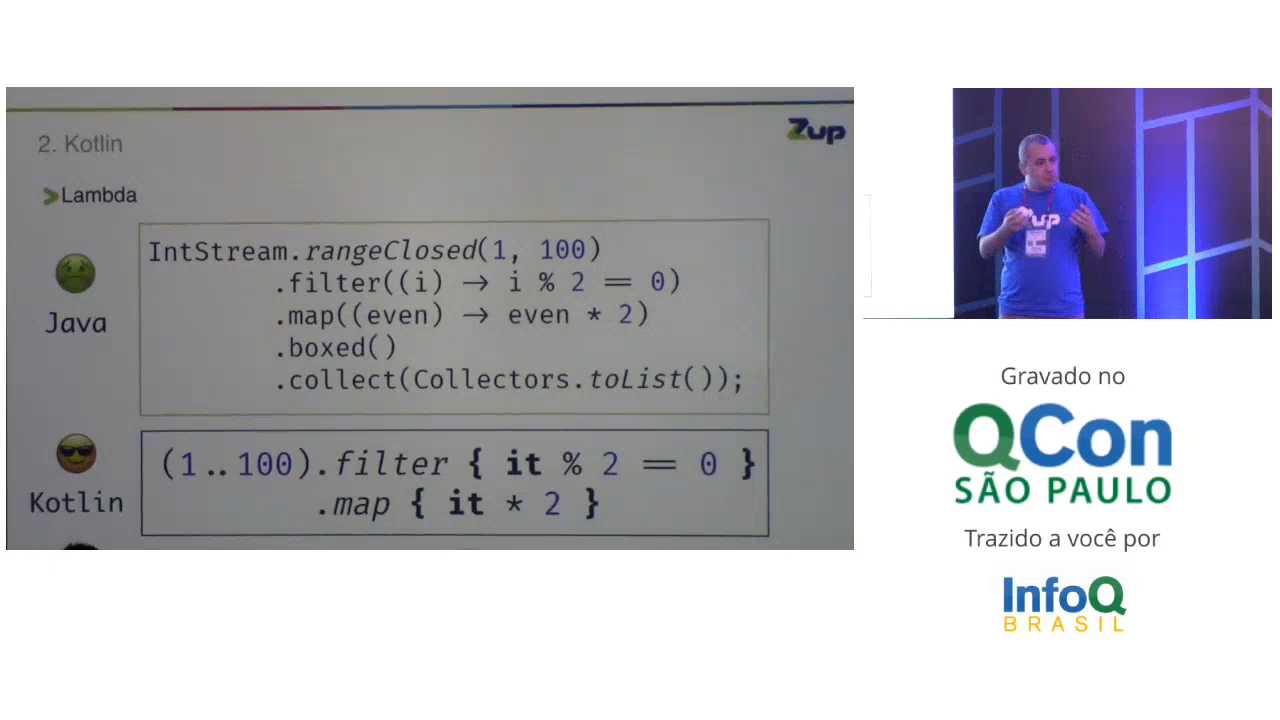 2. Kotlin
Zup
Lambda
IntStream.rangeClosed(1, 100)
.filter((i) → i % 2 == 0)
.map((even) → even * 2)
.boxed()
.collect(Collectors.toList());
Java
(1..100).filter { it % 2 == 0 }
.map { it * 2 }
Kotlin
Zup
Gravado no
QCon
SÃO PAULO
Trazido a você por
InfoQ
BRASIL